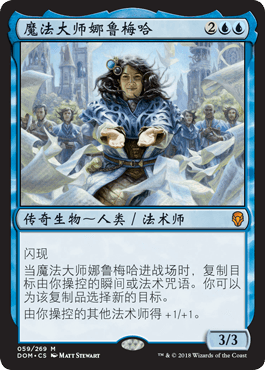 魔法大师娜鲁梅哈 2
传奇生物～人类／法术师
闪现
当魔法大师娜鲁梅哈进战场时，复制目
标由你操控的瞬间或法术咒语。你可以
为该复制品选择新的目标。
由你操控的其他法术师得+1/+1。
3/3
059/269 M
DOM • CS MATT STEWART
™ & © 2018 Wizards of the Coast